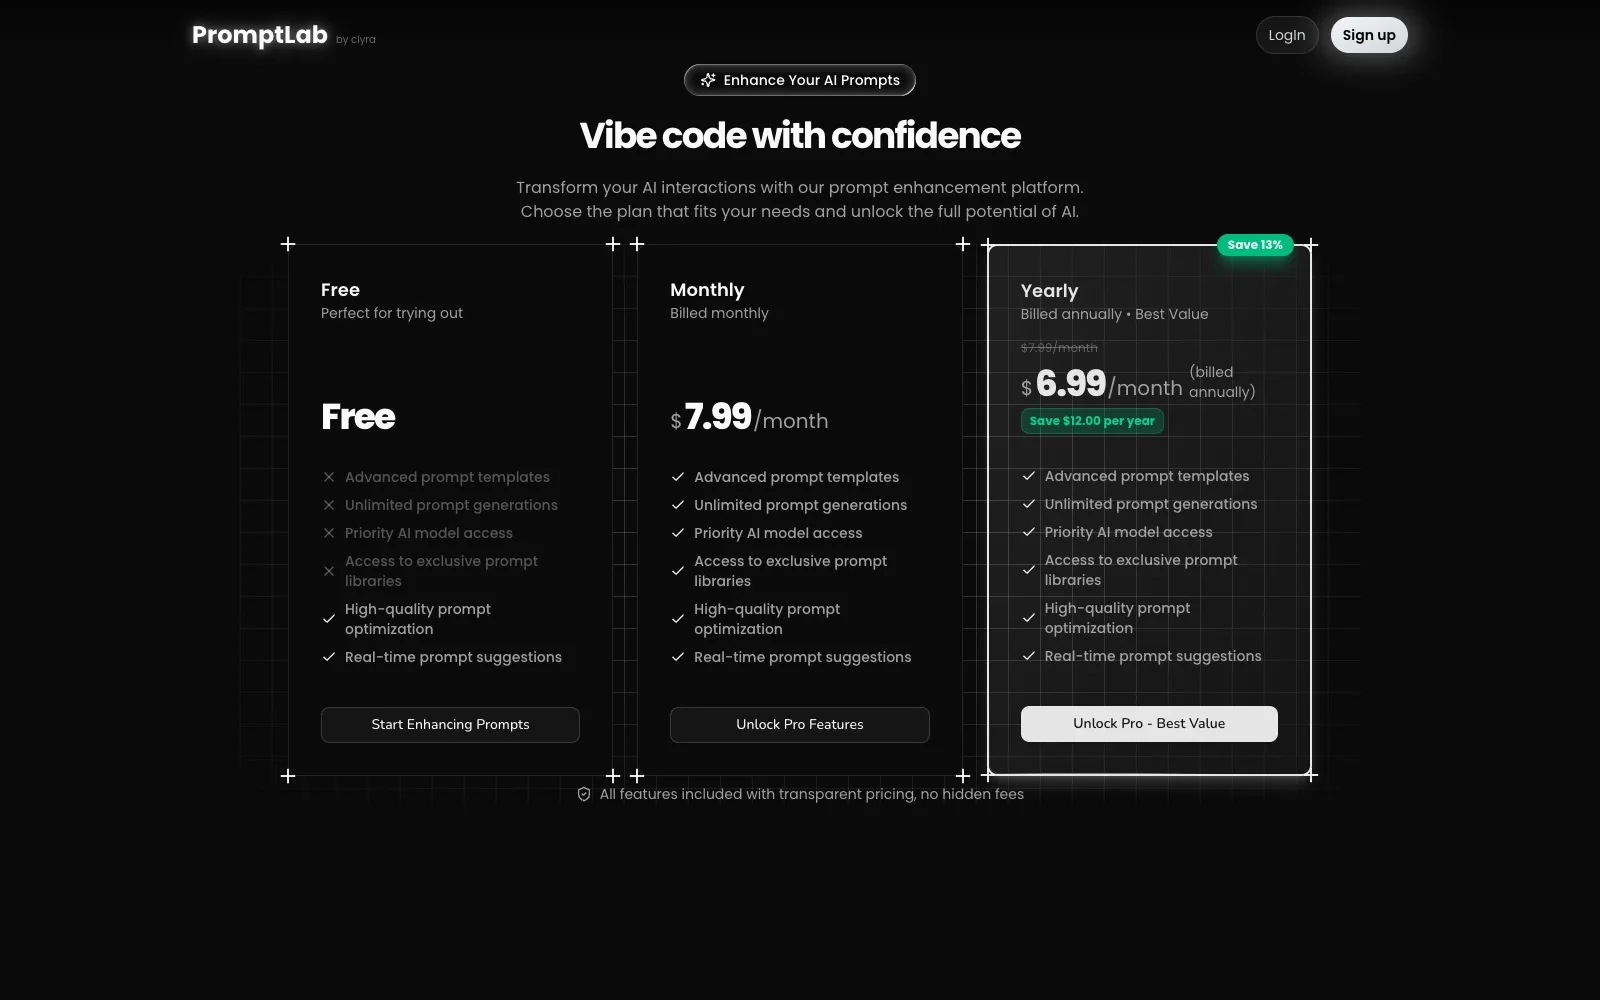 PromptLab by clyra
LogIn
Sign up
Enhance Your AI Prompts
Vibe code with confidence
Transform your AI interactions with our prompt enhancement platform.
Choose the plan that fits your needs and unlock the full potential of AI.
Free
Perfect for trying out
Free
Advanced prompt templates
Unlimited prompt generations
Priority AI model access
Access to exclusive prompt
libraries
High-quality prompt
optimization
Real-time prompt suggestions
Start Enhancing Prompts
Monthly
Billed monthly
$7.99/month
Advanced prompt templates
Unlimited prompt generations
Priority AI model access
Access to exclusive prompt
libraries
High-quality prompt
optimization
Real-time prompt suggestions
Unlock Pro Features
Save 13%
Yearly
Billed annually • Best Value
$7.99/month
$6.99/month
(billed
annually)
Save $12.00 per year
Advanced prompt templates
Unlimited prompt generations
Priority AI model access
Access to exclusive prompt
libraries
High-quality prompt
optimization
Real-time prompt suggestions
Unlock Pro - Best Value
All features included with transparent pricing, no hidden fees